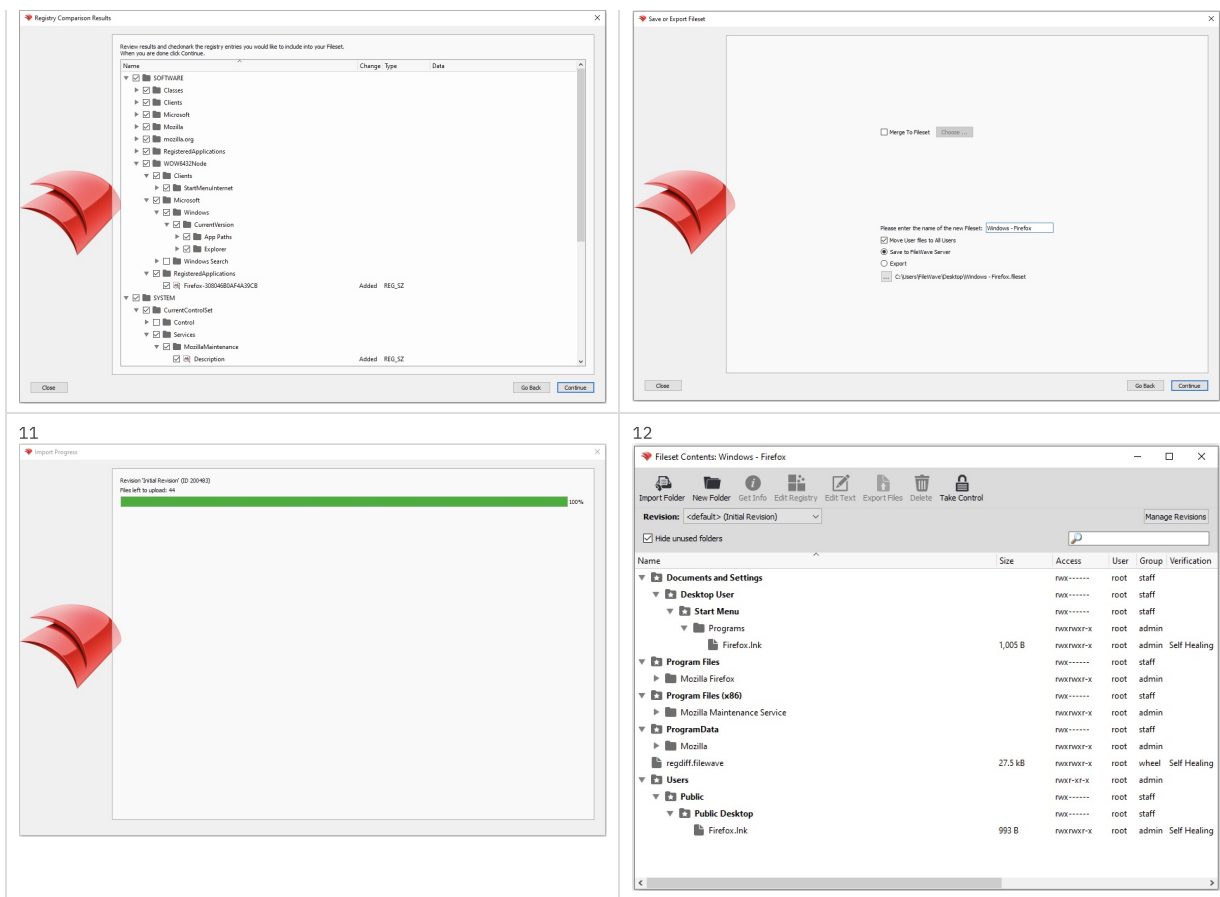 Registry Comparison Results
Review results and checkmark the registry entries you would like to include into your Fileset.
When you are done click Continue.
Name Change Type Data
SOFTWARE
Classes
Clients
Microsoft
Mozilla
mozilla.org
RegisteredApplications
WOW6432Node
Clients
StartMenuInternet
Microsoft
Windows
CurrentVersion
App Paths
Explorer
Windows Search
RegisteredApplications
Firefox-308046B0AF4A39CB Added REG_SZ
SYSTEM
CurrentControlSet
Control
Services
MozillaMaintenance
Description Added REG_SZ
Close Go Back Continue
Save or Export Fileset
Merge To Fileset Choose ...
Please enter the name of the new Fileset: Windows - Firefox
Move User files to All Users
Save to FileWave Server
Export
... C:\Users\FileWave\Desktop\Windows - Firefox.fileset
Close Go Back Continue
11
Import Progress
Revision 'Initial Revision' (ID 200483)
Files left to upload: 44
100%
12
Fileset Contents: Windows - Firefox
Import Folder New Folder Get Info Edit Registry Edit Text Export Files Delete Take Control
Revision: <default> (Initial Revision) Manage Revisions
Hide unused folders
Name Size Access User Group Verification
Documents and Settings rwx------ root staff
Desktop User rwx------ root staff
Start Menu rwx------ root staff
Programs rwxrwxr-x root admin
Firefox.lnk 1,005 B rwxrwxr-x root admin Self Healing
Program Files rwx------ root staff
Mozilla Firefox rwxrwxr-x root admin
Program Files (x86) rwx------ root staff
Mozilla Maintenance Service rwxrwxr-x root admin
ProgramData rwx------ root staff
Mozilla rwxrwxr-x root admin
regdiff.filewave 27.5 kB rwxrwxr-x root wheel Self Healing
Users rwxr-xr-x root admin
Public rwx------ root staff
Public Desktop rwx------ root staff
Firefox.lnk 993 B rwxrwxr-x root admin Self Healing